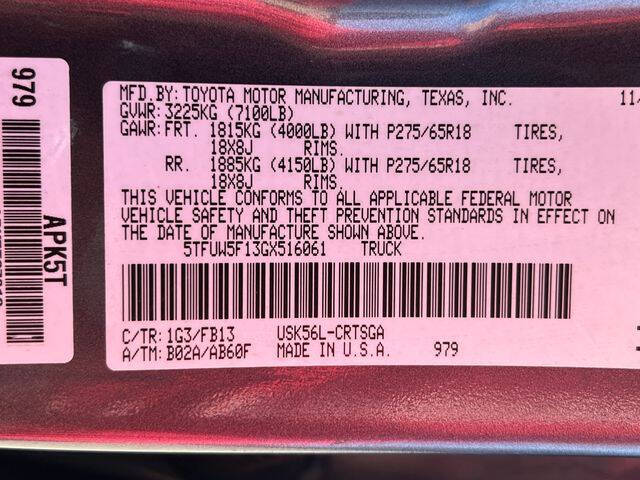 MFD.BY: TOYOTA MOTOR MANUFACTURING, TEXAS, INC. 11/
GVWR: 3225KG (7100LB)
GAWR: FRT. 1815KG (4000LB) WITH P275/65R18 TIRES,
18X8J RIMS.
RR. 1885KG (4150LB) WITH P275/65R18 TIRES,
18X8J RIMS.
THIS VEHICLE CONFORMS TO ALL APPLICABLE FEDERAL MOTOR
VEHICLE SAFETY AND THEFT PREVENTION STANDARDS IN EFFECT ON
THE DATE OF MANUFACTURE SHOWN ABOVE.
5TFUW5F13GX516061 TRUCK
C/TR: 1G3/FB13 USK56L-CRTSGA
A/TM: B02A/AB60F MADE IN U.S.A. 979
979
APK5T